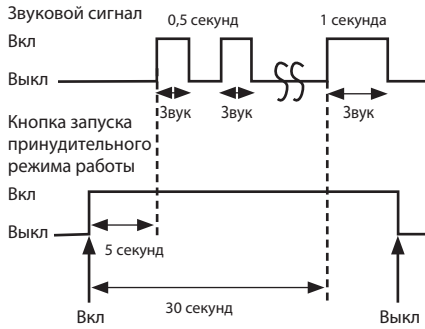 Звуковой сигнал
0,5 секунд
1 секунда
Вкл
Выкл
Звук
Звук
Звук
Кнопка запуска
принудительного
режима работы
Вкл
Выкл
5 секунд
30 секунд
Вкл
Выкл